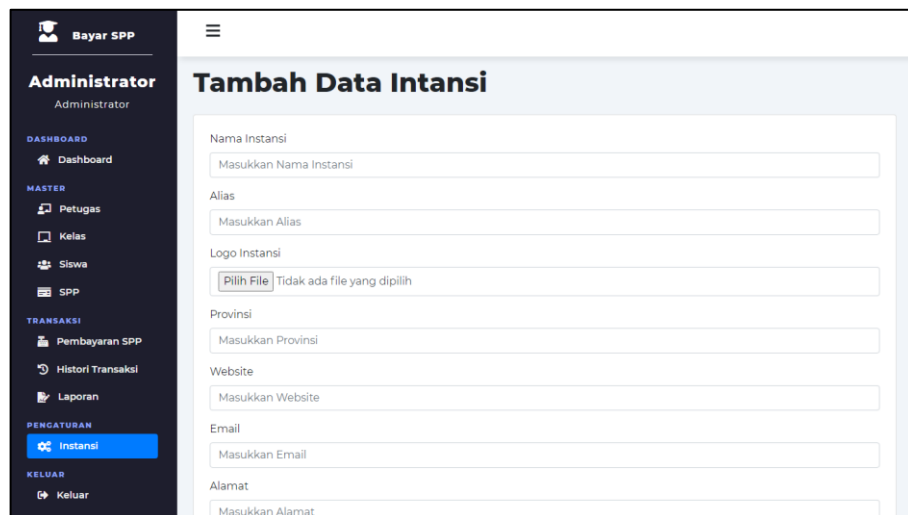 Bayar SPP
Administrator
Administrator
DASHBOARD
Dashboard
MASTER
Petugas
Kelas
Siswa
SPP
TRANSAKSI
Pembayaran SPP
Histori Transaksi
Laporan
PENGATURAN
Instansi
KELUAR
Keluar
Tambah Data Intansi
Nama Instansi
Masukkan Nama Instansi
Alias
Masukkan Alias
Logo Instansi
Pilih File Tidak ada file yang dipilih
Provinsi
Masukkan Provinsi
Website
Masukkan Website
Email
Masukkan Email
Alamat
Masukkan Alamat